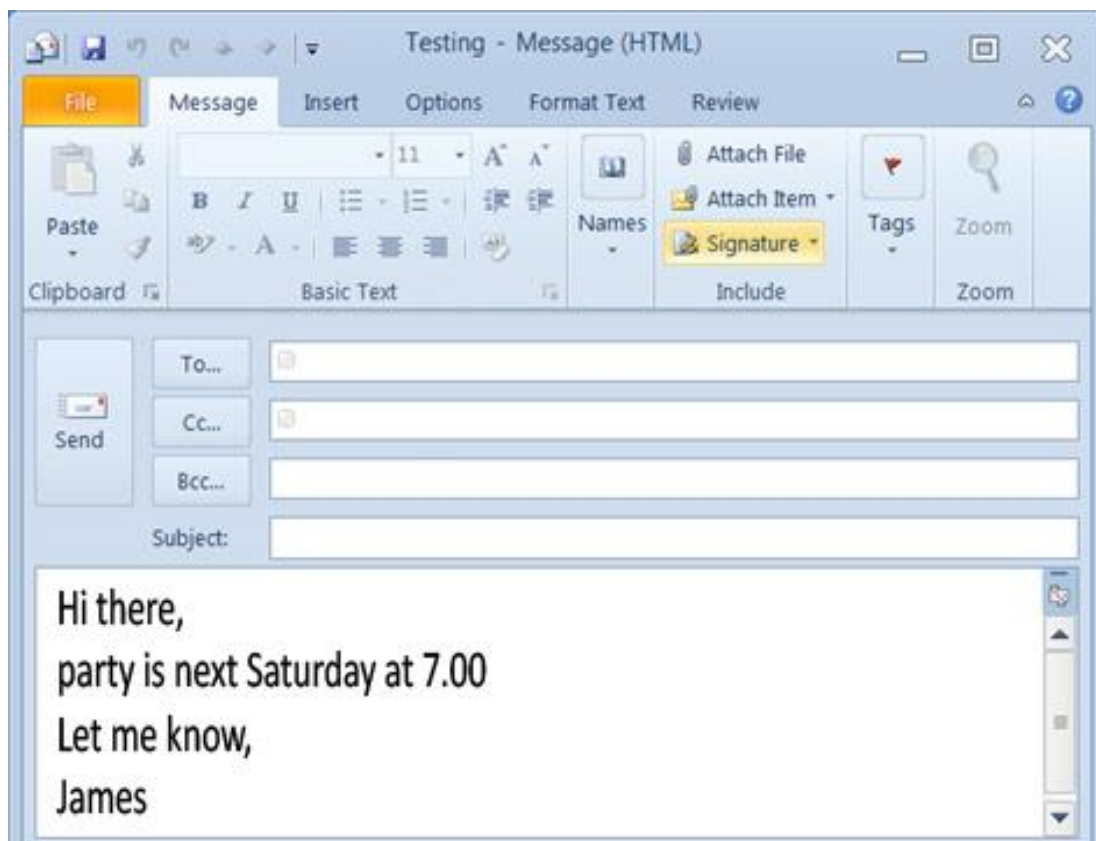 Testing - Message (HTML)
File Message Insert Options Format Text Review
Paste
11
A A
B I U
ab A
Names
Attach File
Attach Item
Signature
Tags
Zoom
Clipboard Basic Text Include Zoom
Send
To...
Cc...
Bcc...
Subject:
Hi there,
party is next Saturday at 7.00
Let me know,
James